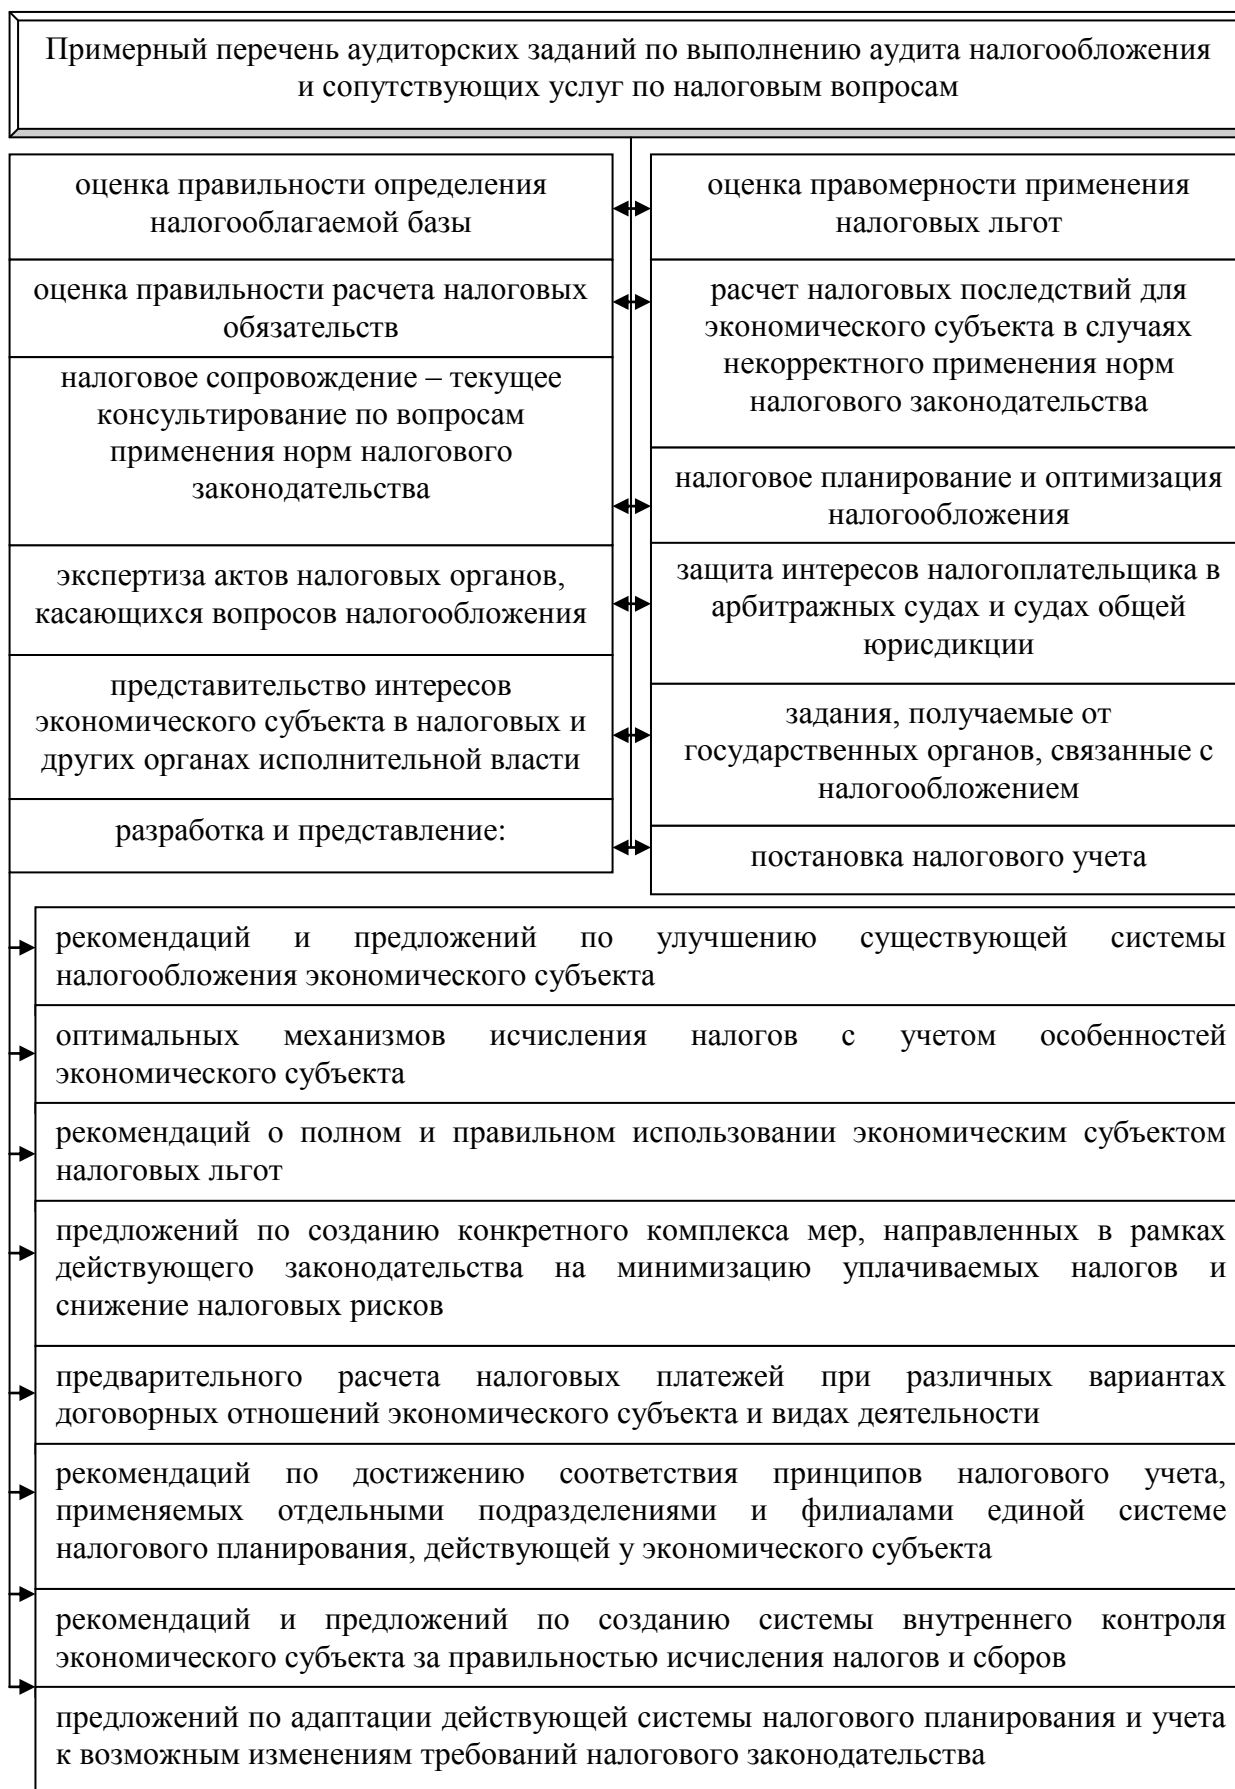 Примерный перечень аудиторских заданий по выполнению аудита налогообложения
и сопутствующих услуг по налоговым вопросам
оценка правильности определения
налогооблагаемой базы
оценка правильности расчета налоговых
обязательств
налоговое сопровождение – текущее
консультирование по вопросам
применения норм налогового
законодательства
экспертиза актов налоговых органов,
касающихся вопросов налогообложения
представительство интересов
экономического субъекта в налоговых и
других органах исполнительной власти
разработка и представление:
оценка правомерности применения
налоговых льгот
расчет налоговых последствий для
экономического субъекта в случаях
некорректного применения норм
налогового законодательства
налоговое планирование и оптимизация
налогообложения
защита интересов налогоплательщика в
арбитражных судах и судах общей
юрисдикции
задания, получаемые от
государственных органов, связанные с
налогообложением
постановка налогового учета
рекомендаций и предложений по улучшению существующей системы
налогообложения экономического субъекта
оптимальных механизмов исчисления налогов с учетом особенностей
экономического субъекта
рекомендаций о полном и правильном использовании экономическим субъектом
налоговых льгот
предложений по созданию конкретного комплекса мер, направленных в рамках
действующего законодательства на минимизацию уплачиваемых налогов и
снижение налоговых рисков
предварительного расчета налоговых платежей при различных вариантах
договорных отношений экономического субъекта и видах деятельности
рекомендаций по достижению соответствия принципов налогового учета,
применяемых отдельными подразделениями и филиалами единой системе
налогового планирования, действующей у экономического субъекта
рекомендаций и предложений по созданию системы внутреннего контроля
экономического субъекта за правильностью исчисления налогов и сборов
предложений по адаптации действующей системы налогового планирования и учета
к возможным изменениям требований налогового законодательства